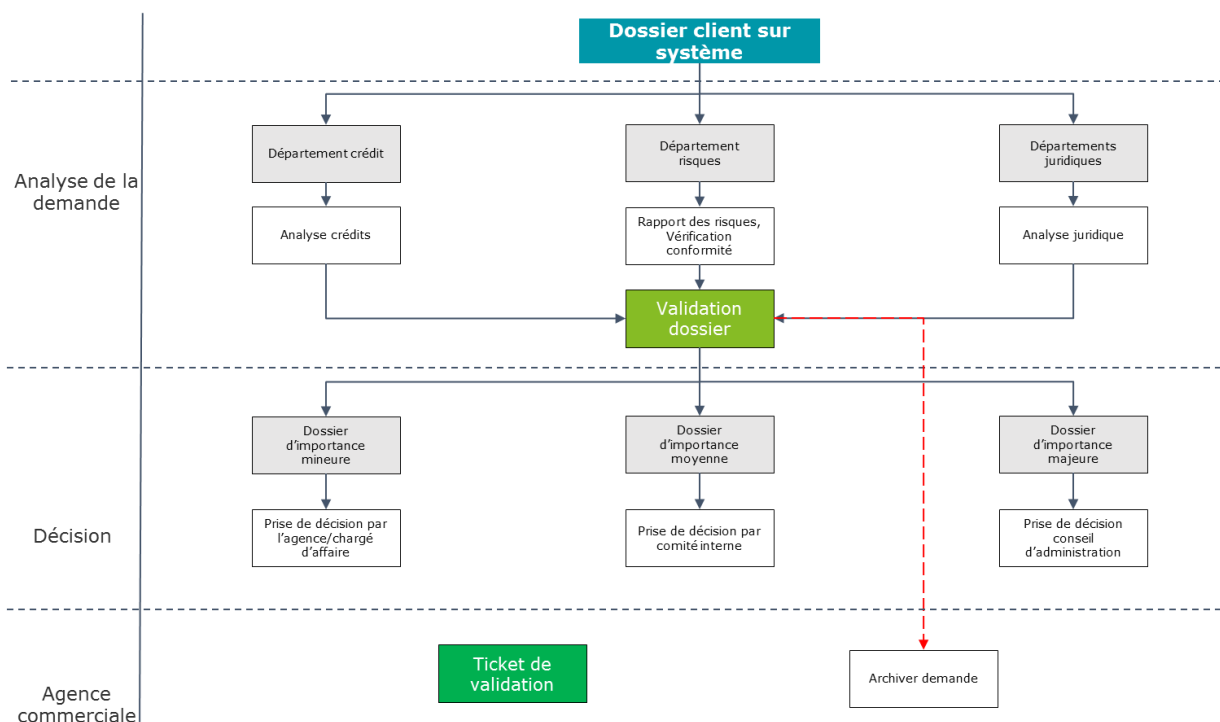 Dossier client sur
système
Analyse de la
demande
Département crédit
Département
risques
Départements
juridiques
Analyse crédits
Rapport des risques,
Vérification
conformité
Analyse juridique
Validation
dossier
Décision
Dossier
d’importance
mineure
Dossier
d’importance
moyenne
Dossier
d’importance
majeure
Prise de décision par
l’agence/chargé
d’affaire
Prise de décision par
comité interne
Prise de décision
conseil
d’administration
Agence
commerciale
Ticket de
validation
Archiver demande